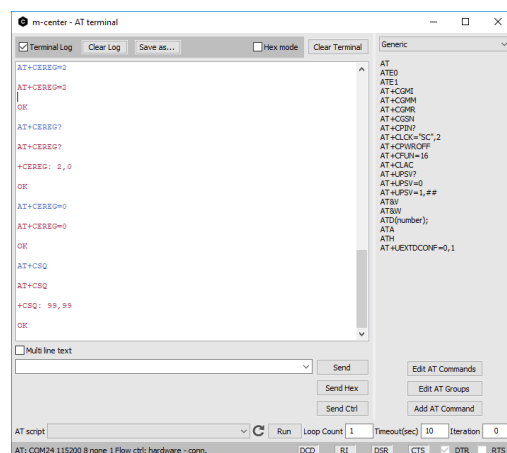 m-center - AT terminal
Terminal Log Clear Log Save as... Hex mode Clear Terminal Generic
AT+CEREG=2
AT+CEREG=2
OK
AT+CEREG?
AT+CEREG?
+CEREG: 2,0
OK
AT+CEREG=0
AT+CEREG=0
OK
AT+CSQ
AT+CSQ
+CSQ: 99,99
OK
AT
ATE0
ATE1
AT+CGMI
AT+CGMM
AT+CGMR
AT+CGSN
AT+CPIN?
AT+CLCK="SC",2
AT+CPWROFF
AT+CFUN=16
AT+CLAC
AT+UPSV?
AT+UPSV=0
AT+UPSV=1,##
AT&V
AT&W
ATD(number);
ATA
ATH
AT+UEXTDCONF=0,1
Multi line text
Send
Send Hex
Send Ctrl
Edit AT Commands
Edit AT Groups
Add AT Command
AT script Run Loop Count 1 Timeout(sec) 10 Iteration 0
AT: COM24 115200 8 none 1 Flow ctrl: hardware - conn. DCD RI DSR CTS DTR RTS